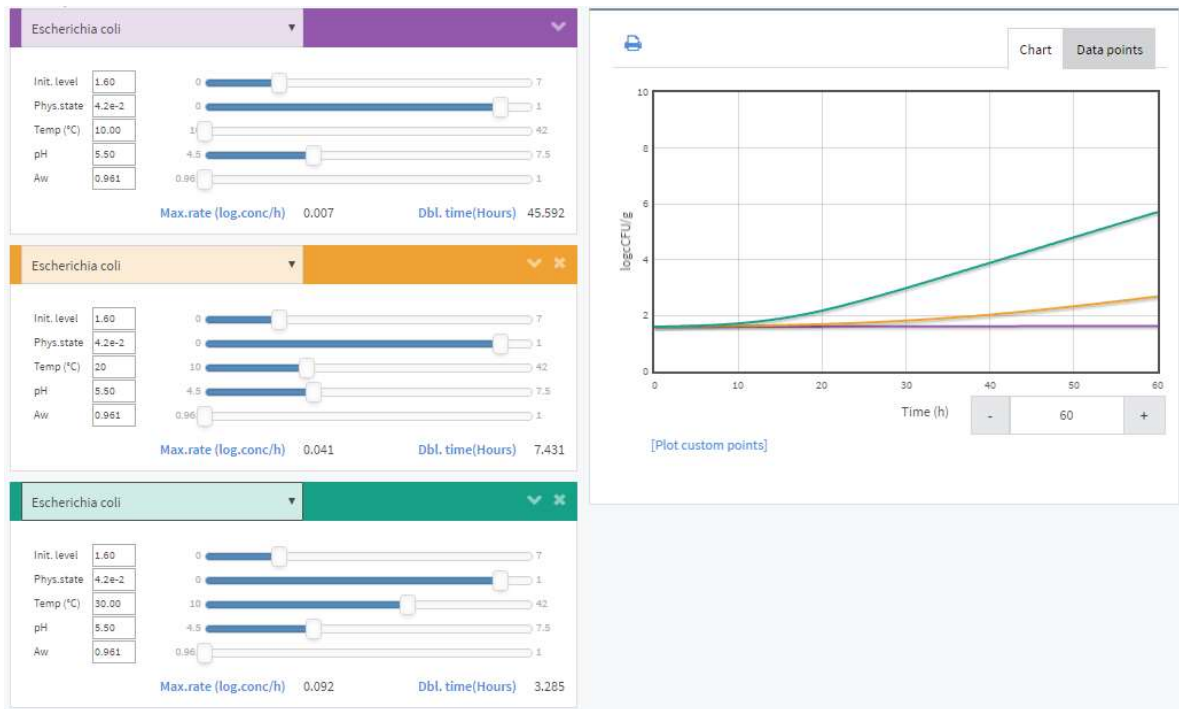 Escherichia coli
Init. level 1.60 0 7
Phys.state 4.2e-2 0 1
Temp (°C) 10.00 1 42
pH 5.50 4.5 7.5
Aw 0.961 0.96 1
Max.rate (log.conc/h) 0.007 Dbl. time(Hours) 45.592
Escherichia coli
Init. level 1.60 0 7
Phys.state 4.2e-2 0 1
Temp (°C) 20 10 42
pH 5.50 4.5 7.5
Aw 0.961 0.96 1
Max.rate (log.conc/h) 0.041 Dbl. time(Hours) 7.431
Escherichia coli
Init. level 1.60 0 7
Phys.state 4.2e-2 0 1
Temp (°C) 30.00 10 42
pH 5.50 4.5 7.5
Aw 0.961 0.96 1
Max.rate (log.conc/h) 0.092 Dbl. time(Hours) 3.285
Chart Data points
10
8
6
4
2
0
logcCFU/g
0 10 20 30 40 50 60
Time (h) - 60 +
[Plot custom points]